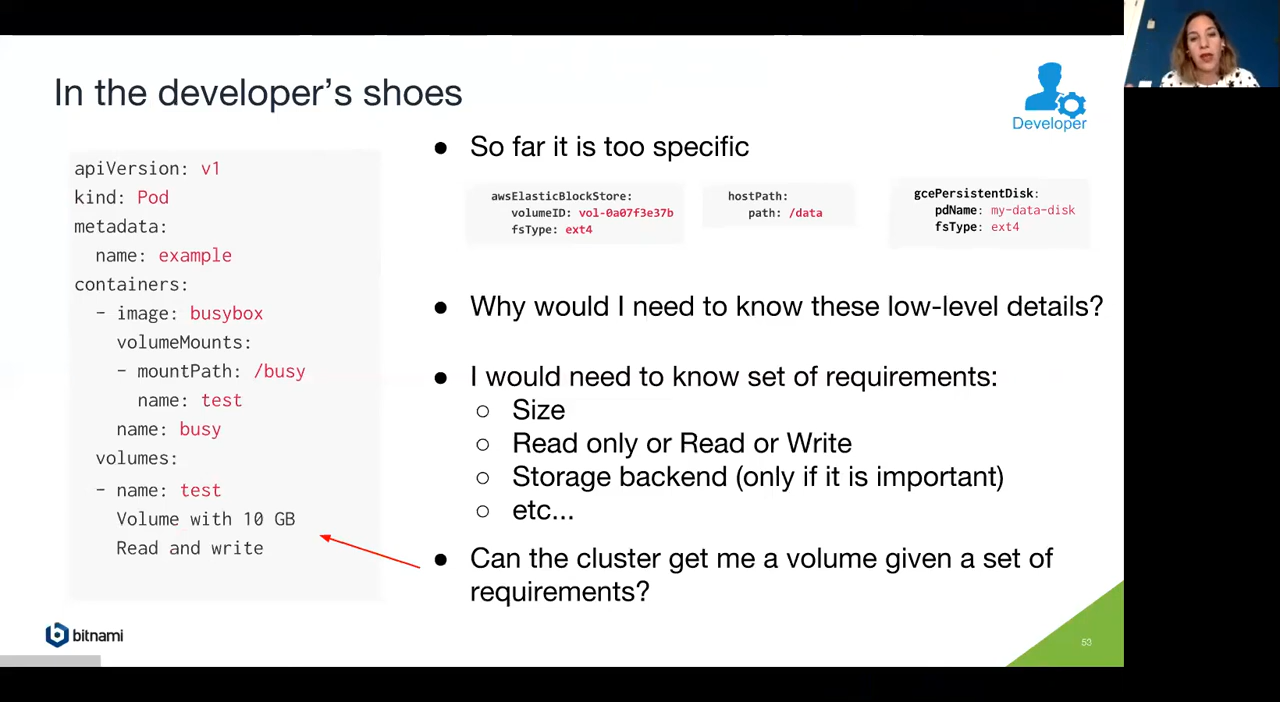 In the developer's shoes
Developer
apiVersion: v1
kind: Pod
metadata:
name: example
containers:
- image: busybox
volumeMounts:
- mountPath: /busy
name: test
name: busy
volumes:
- name: test
Volume with 10 GB
Read and write
● So far it is too specific
awsElasticBlockStore:
volumeID: vol-0a07f3e37b
fsType: ext4
hostPath:
path: /data
gcePersistentDisk:
pdName: my-data-disk
fsType: ext4
● Why would I need to know these low-level details?
● I would need to know set of requirements:
○ Size
○ Read only or Read or Write
○ Storage backend (only if it is important)
○ etc...
● Can the cluster get me a volume given a set of
requirements?
bitnami
53